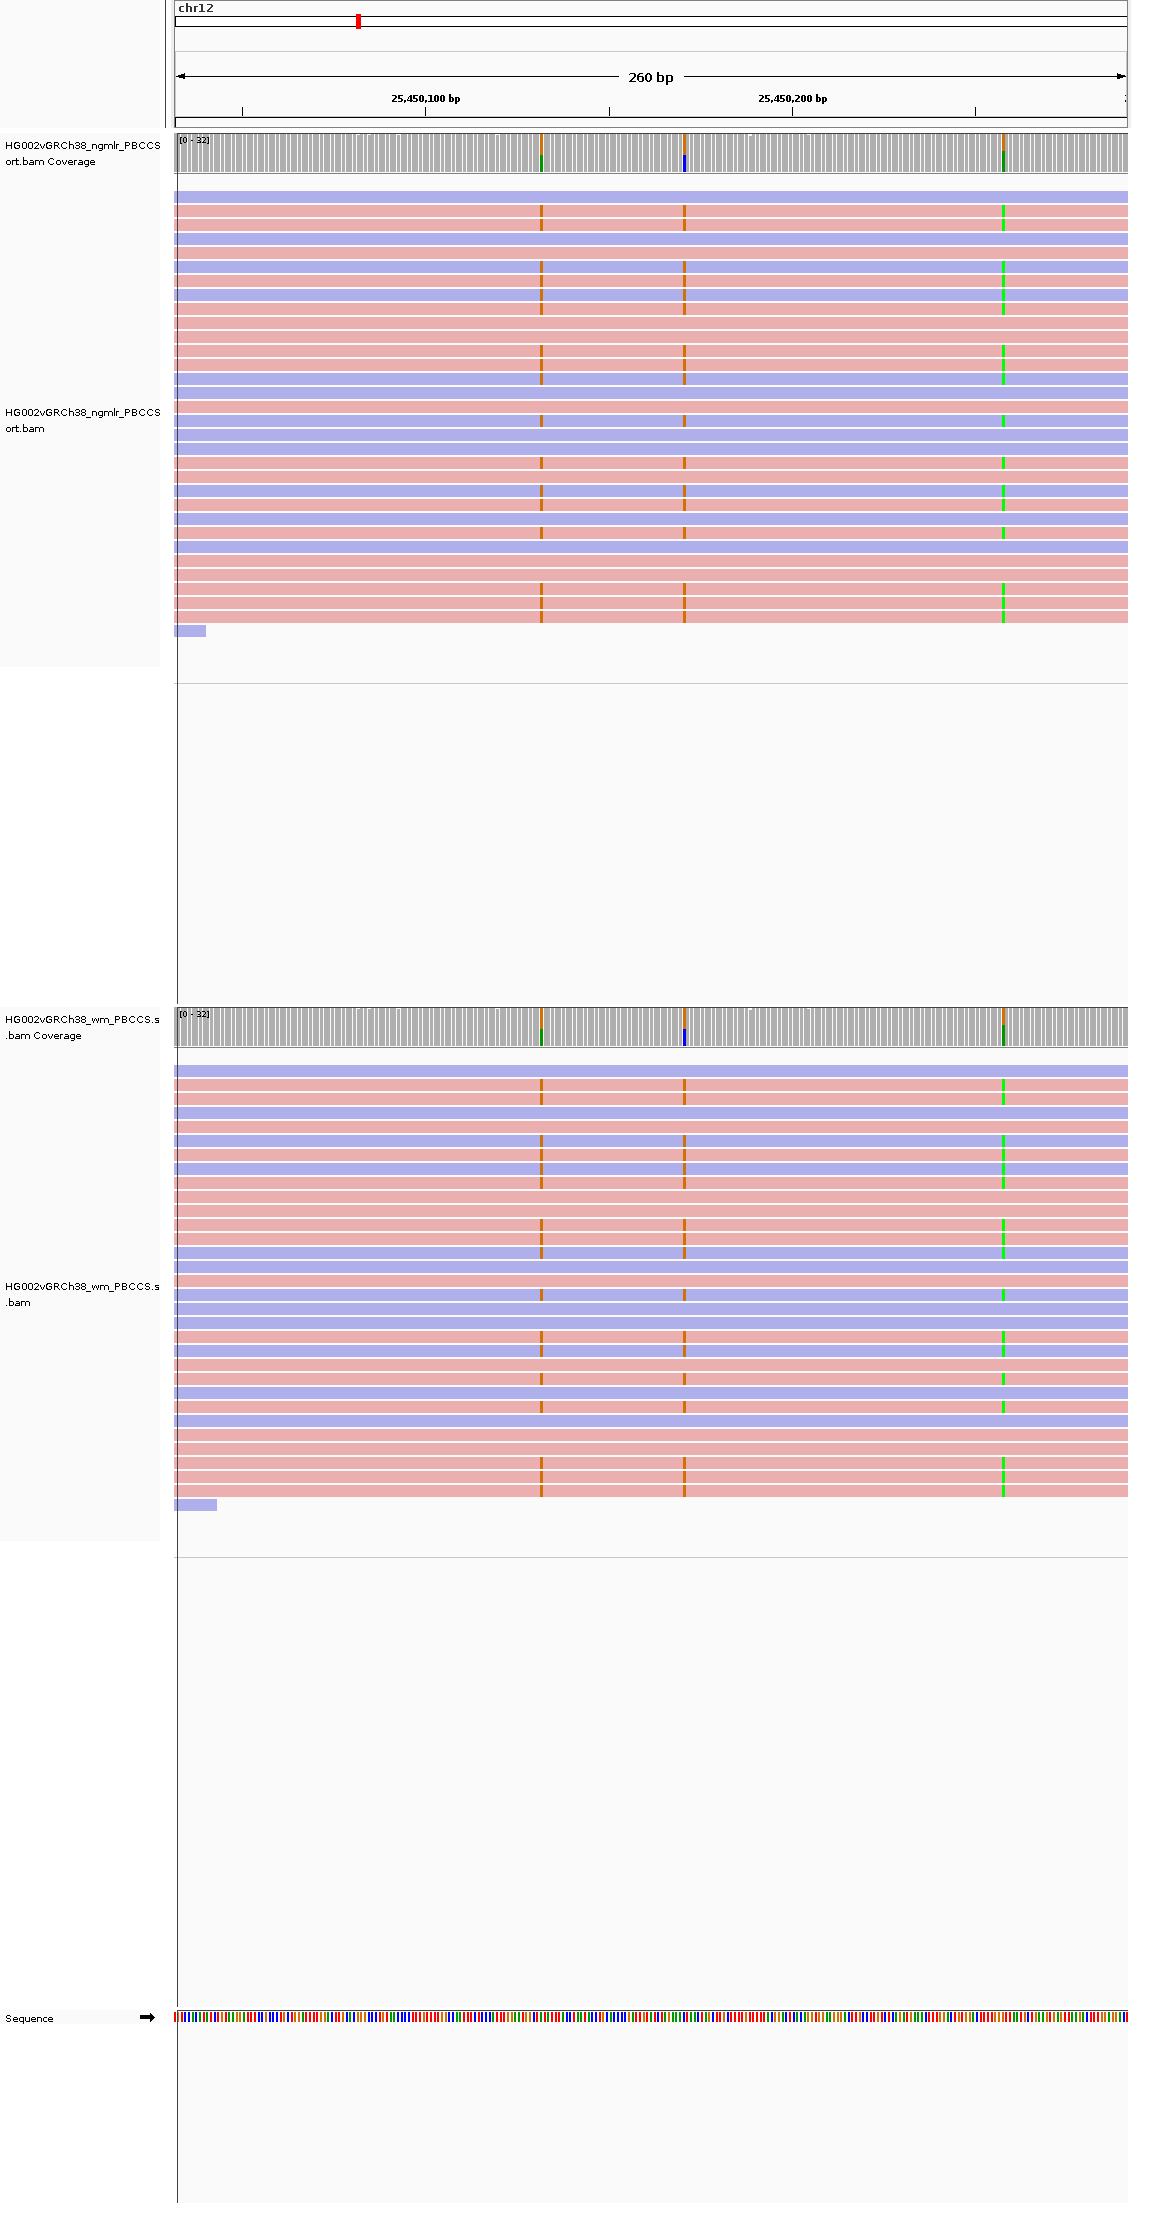 chr12
260 bp
25,450,100 bp 25,450,200 bp
HG002vGRCh38_ngmlr_PBCCS
ort.bam Coverage
[0 - 32]
HG002vGRCh38_ngmlr_PBCCS
ort.bam
HG002vGRCh38_wm_PBCCS.s
.bam Coverage
[0 - 32]
HG002vGRCh38_wm_PBCCS.s
.bam
Sequence